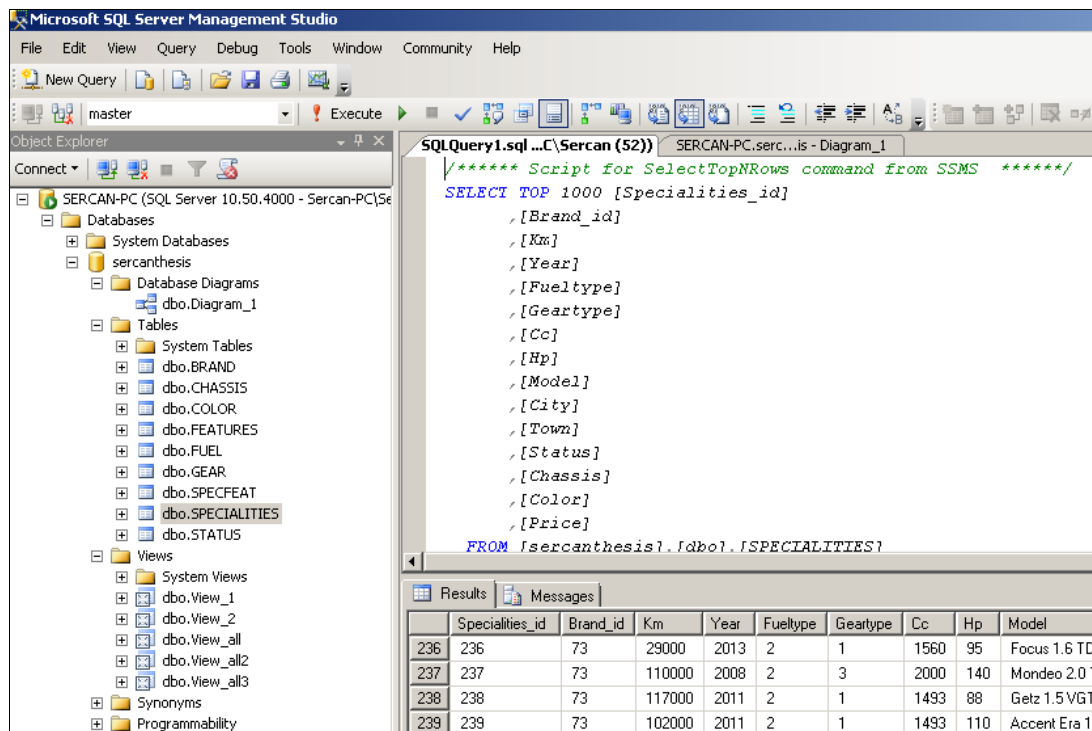 Microsoft SQL Server Management Studio
File Edit View Query Debug Tools Window Community Help
New Query
master Execute
Object Explorer
SQLQuery1.sql ...C\Sercan (52)) SERCAN-PC.serc...is - Diagram_1
Connect
SERCAN-PC (SQL Server 10.50.4000 - Sercan-PC\Se
Databases
System Databases
sercanthesis
Database Diagrams
dbo.Diagram_1
Tables
System Tables
dbo.BRAND
dbo.CHASSIS
dbo.COLOR
dbo.FEATURES
dbo.FUEL
dbo.GEAR
dbo.SPECFEAT
dbo.SPECIALITIES
dbo.STATUS
Views
System Views
dbo.View_1
dbo.View_2
dbo.View_all
dbo.View_all2
dbo.View_all3
Synonyms
Programmability
/****** Script for SelectTopNRows command from SSMS ******/
SELECT TOP 1000 [Specialities_id]
,[Brand_id]
,[Km]
,[Year]
,[Fueltype]
,[Geartype]
,[Cc]
,[Hp]
,[Model]
,[City]
,[Town]
,[Status]
,[Chassis]
,[Color]
,[Price]
FROM [sercanthesis].[dbo].[SPECIALITIES]
Results Messages
Specialities_id Brand_id Km Year Fueltype Geartype Cc Hp Model
236 236 73 29000 2013 2 1 1560 95 Focus 1.6 TD
237 237 73 110000 2008 2 3 2000 140 Mondeo 2.0
238 238 73 117000 2011 2 1 1493 88 Getz 1.5 VGT
239 239 73 102000 2011 2 1 1493 110 Accent Era 1